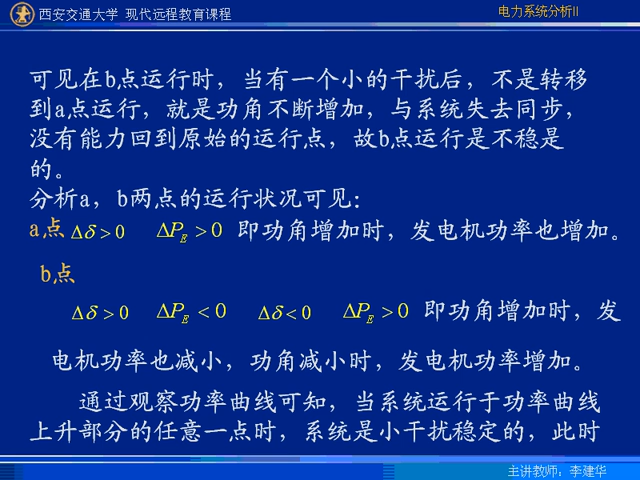 西安交通大学 现代远程教育课程
电力系统分析II
可见在b点运行时，当有一个小的干扰后，不是转移
到a点运行，就是功角不断增加，与系统失去同步，
没有能力回到原始的运行点，故b点运行是不稳是
的。
分析a，b两点的运行状况可见：
a点 Δδ>0 ΔP_E>0 即功角增加时，发电机功率也增加。
b点
Δδ>0 ΔP_E<0 Δδ<0 ΔP_E>0 即功角增加时，发
电机功率也减小，功角减小时，发电机功率增加。
通过观察功率曲线可知，当系统运行于功率曲线
上升部分的任意一点时，系统是小干扰稳定的，此时
主讲教师：李建华